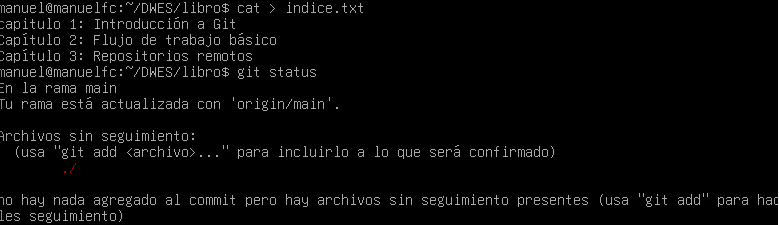 manuel@manuelfc:~/DWES/libro$ cat > indice.txt
capitulo 1: Introducción a Git
Capítulo 2: Flujo de trabajo básico
Capítulo 3: Repositorios remotos
manuel@manuelfc:~/DWES/libro$ git status
En la rama main
Tu rama está actualizada con 'origin/main'.
Archivos sin seguimiento:
(usa "git add <archivo>..." para incluirlo a lo que será confirmado)
./
no hay nada agregado al commit pero hay archivos sin seguimiento presentes (usa "git add" para hac
les seguimiento)